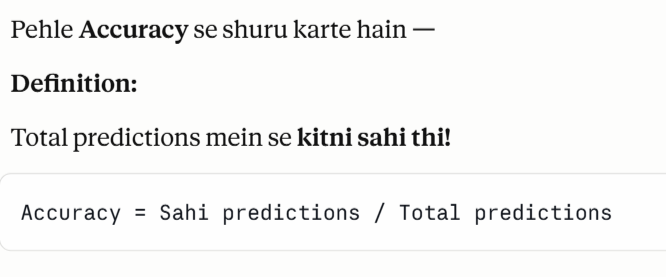 Pehle Accuracy se shuru karte hain —
Definition:
Total predictions mein se kitni sahi thi!
Accuracy = Sahi predictions / Total predictions